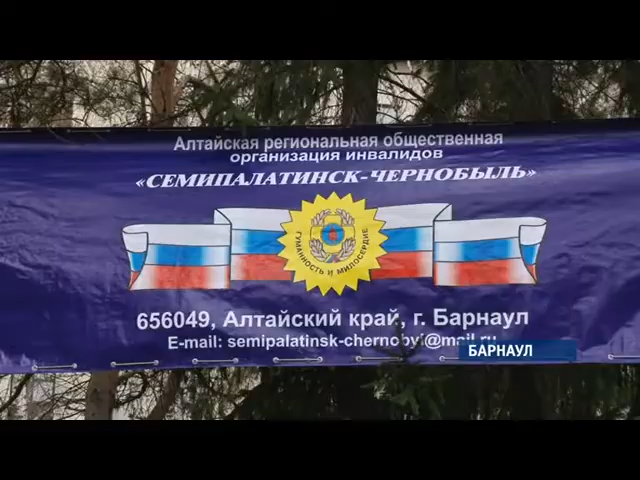 Алтайская региональная общественная
организация инвалидов
«СЕМИПАЛАТИНСК-ЧЕРНОБЫЛЬ»
ГУМАННОСТЬ И МИЛОСЕРДИЕ
656049, Алтайский край, г. Барнаул
E-mail: semipalatinsk-chernobyl@mail.ru
БАРНАУЛ